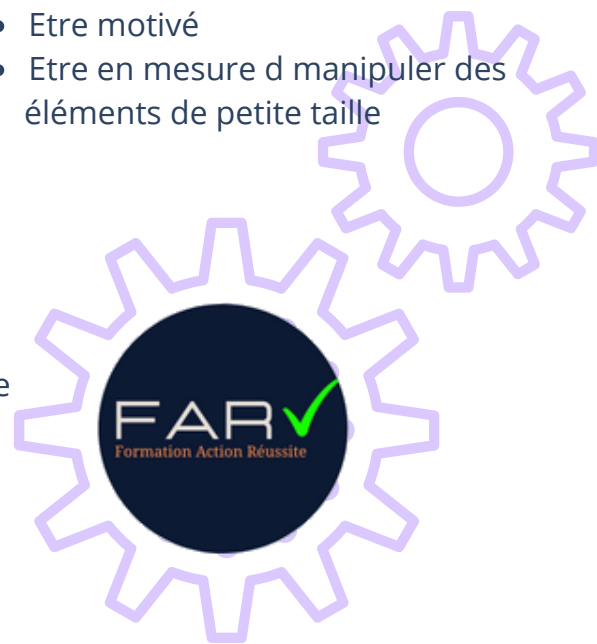 • Etre motivé
• Etre en mesure d manipuler des
éléments de petite taille
e
FAR
Formation Action Réussite